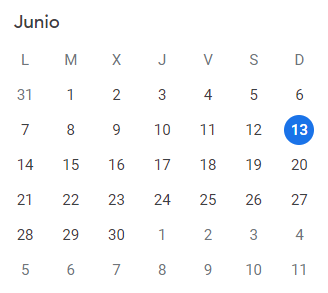 Junio
L M X J V S D
31 1 2 3 4 5 6
7 8 9 10 11 12 13
14 15 16 17 18 19 20
21 22 23 24 25 26 27
28 29 30 1 2 3 4
5 6 7 8 9 10 11